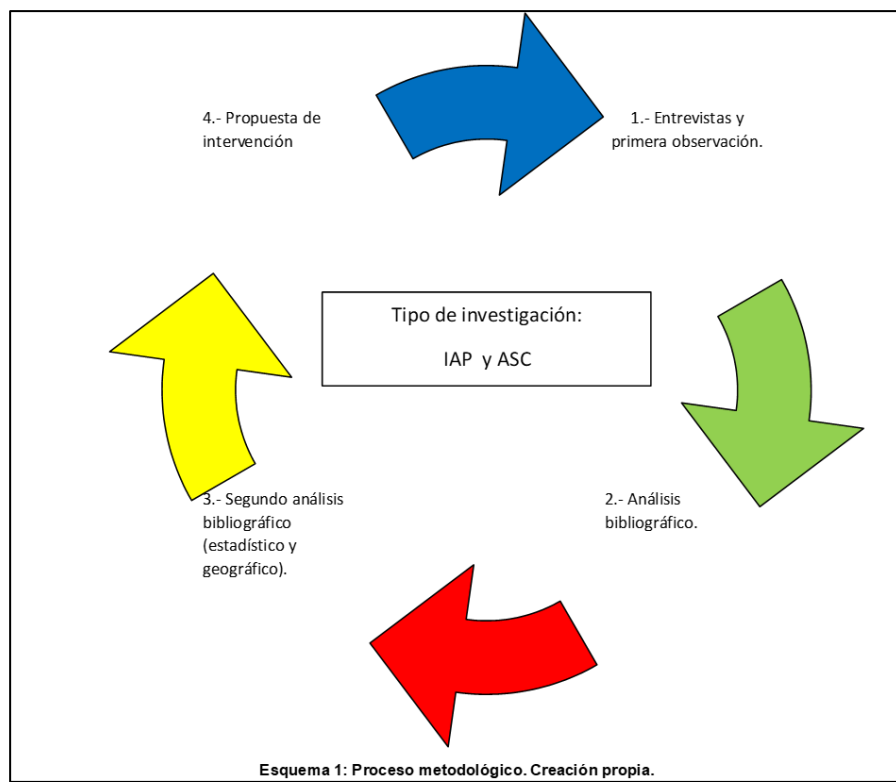 4.- Propuesta de
intervención
1.- Entrevistas y
primera observación.
Tipo de investigación:
IAP y ASC
3.- Segundo análisis
bibliográfico
(estadístico y
geográfico).
2.- Análisis
bibliográfico.
Esquema 1: Proceso metodológico. Creación propia.